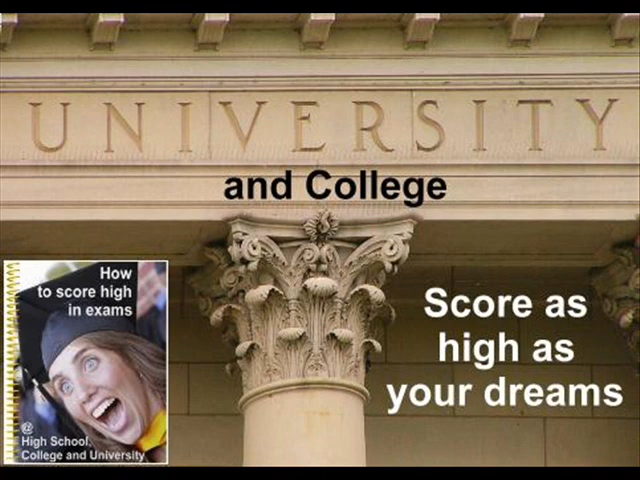 UNIVERSITY
and College
Score as
high as
your dreams
How
to score high
in exams
@
High School,
College and University